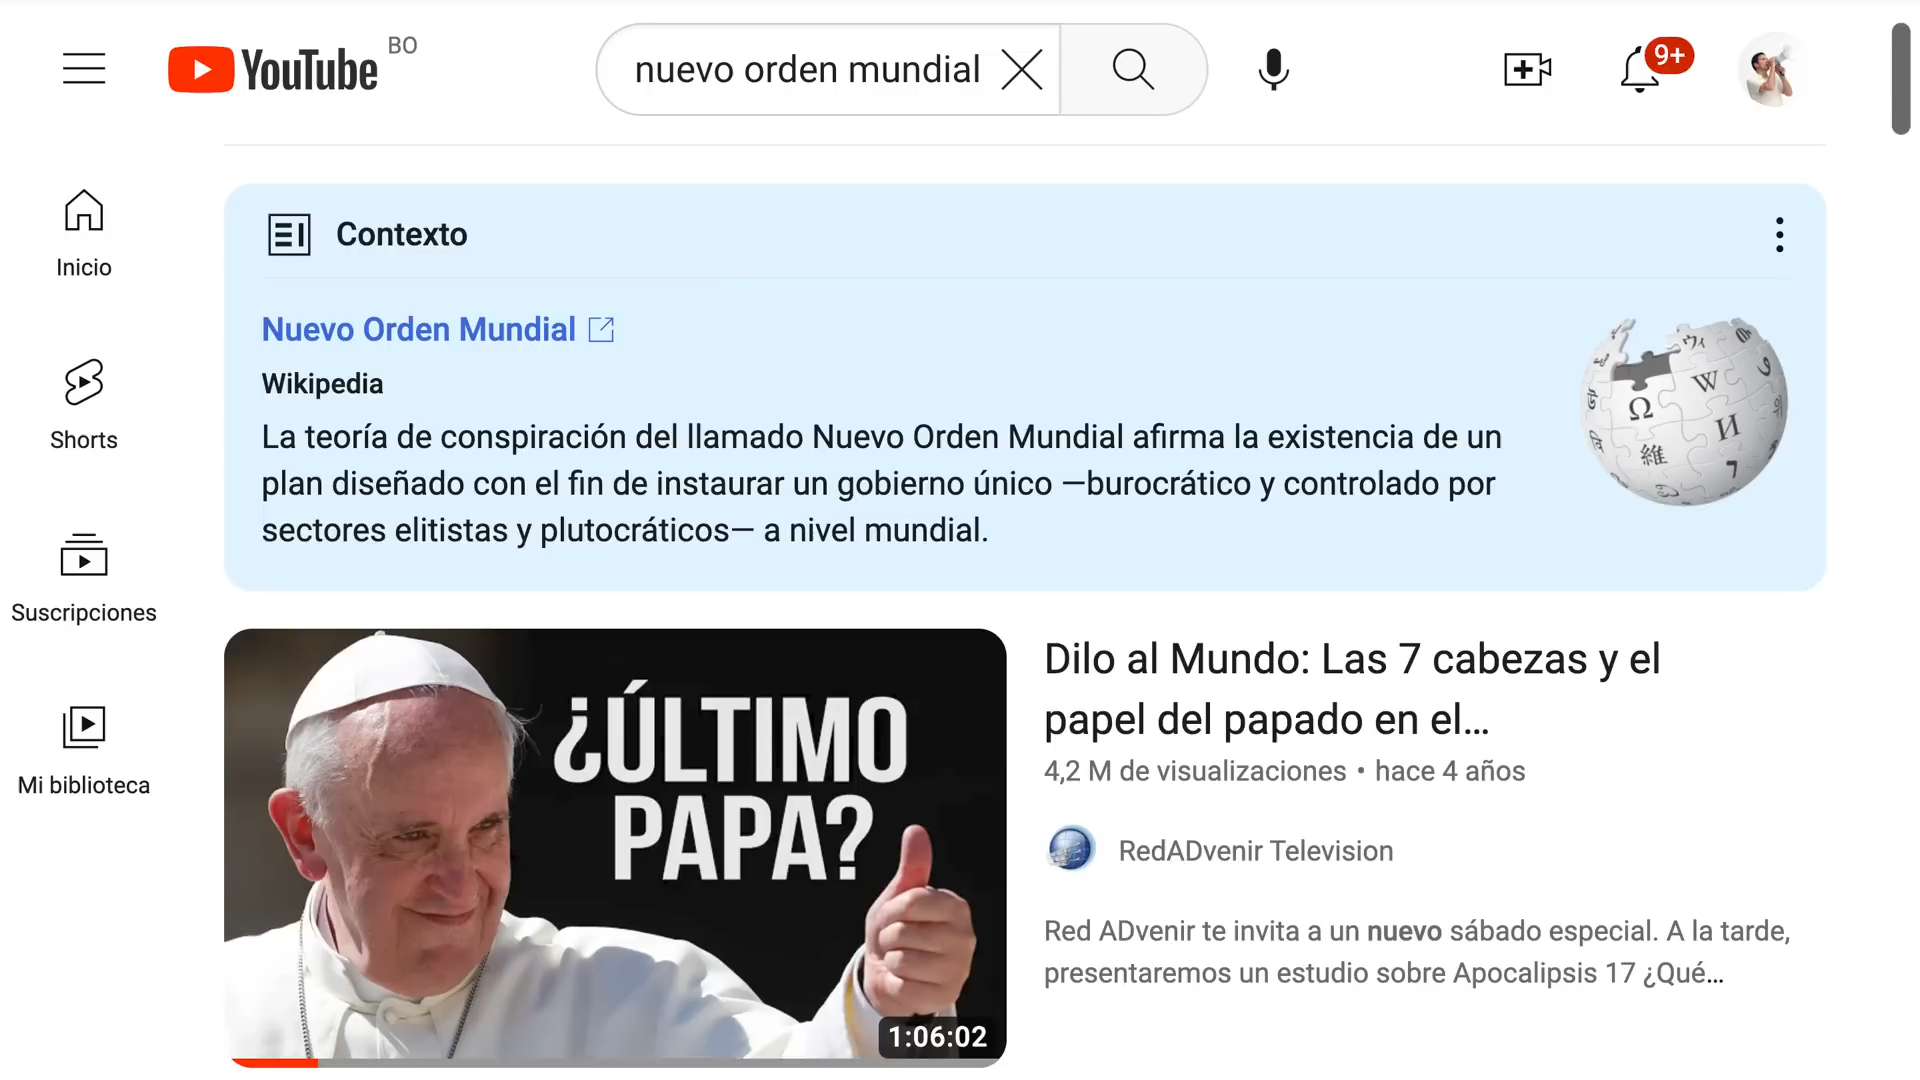 YouTube BO
nuevo orden mundial
9+
Inicio
Shorts
Suscripciones
Mi biblioteca
Contexto
Nuevo Orden Mundial
Wikipedia
La teoría de conspiración del llamado Nuevo Orden Mundial afirma la existencia de un
plan diseñado con el fin de instaurar un gobierno único —burocrático y controlado por
sectores elitistas y plutocráticos— a nivel mundial.
Ω
W
И
維
ウィ
7
¿ÚLTIMO
PAPA?
1:06:02
Dilo al Mundo: Las 7 cabezas y el
papel del papado en el...
4,2 M de visualizaciones • hace 4 años
RedADvenir Television
Red ADvenir te invita a un nuevo sábado especial. A la tarde,
presentaremos un estudio sobre Apocalipsis 17 ¿Qué...